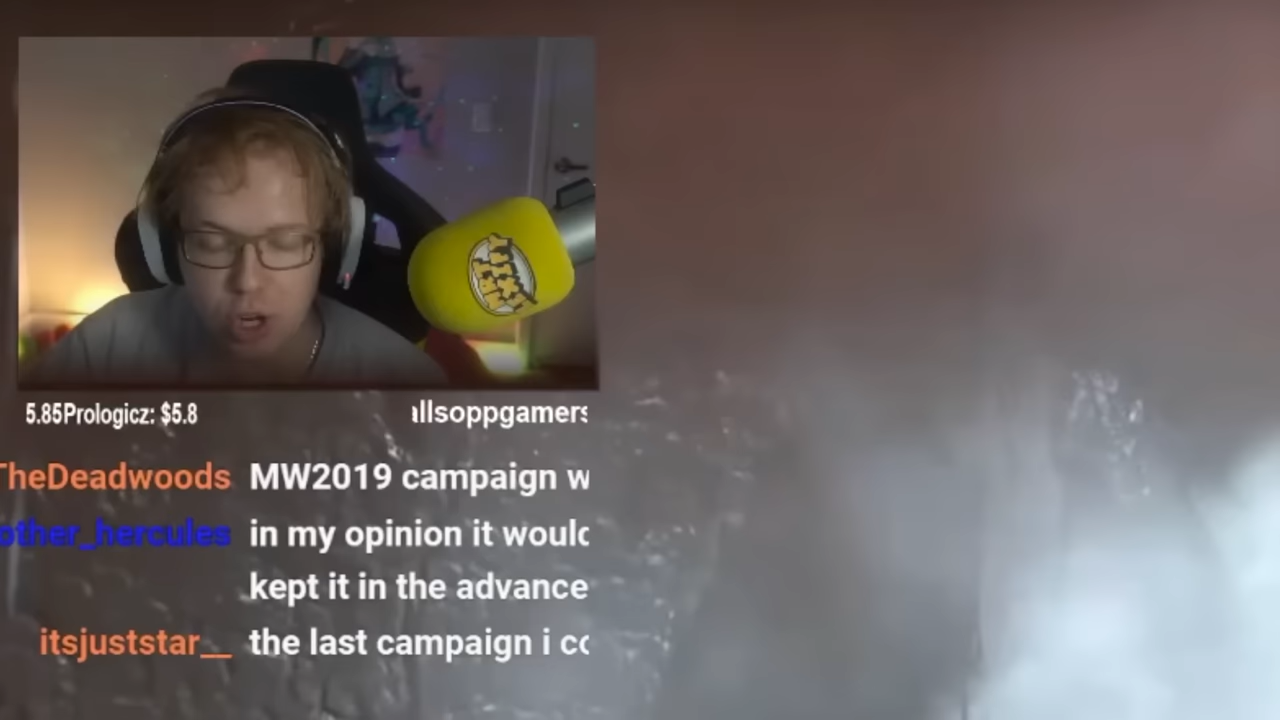 5.85Prologicz: $5.8
allsoppgamers
TheDeadwoods MW2019 campaign w
other_hercules in my opinion it would
kept it in the advance
itsjuststar__ the last campaign i co